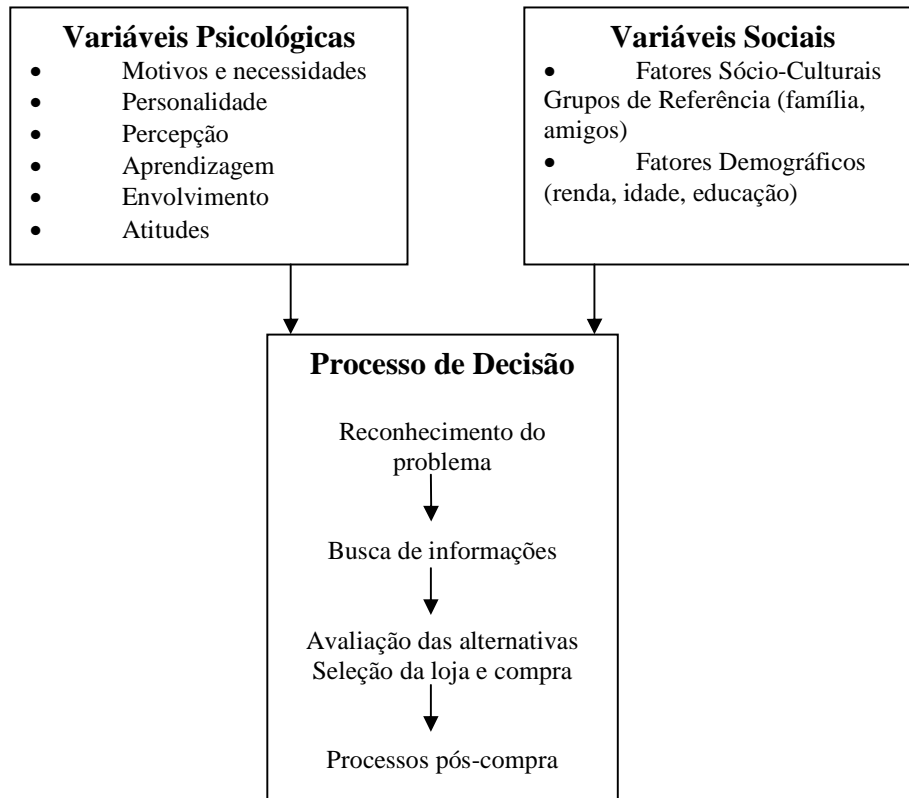 Variáveis Psicológicas
• Motivos e necessidades
• Personalidade
• Percepção
• Aprendizagem
• Envolvimento
• Atitudes
Variáveis Sociais
• Fatores Sócio-Culturais
Grupos de Referência (família,
amigos)
• Fatores Demográficos
(renda, idade, educação)
Processo de Decisão
Reconhecimento do
problema
Busca de informações
Avaliação das alternativas
Seleção da loja e compra
Processos pós-compra